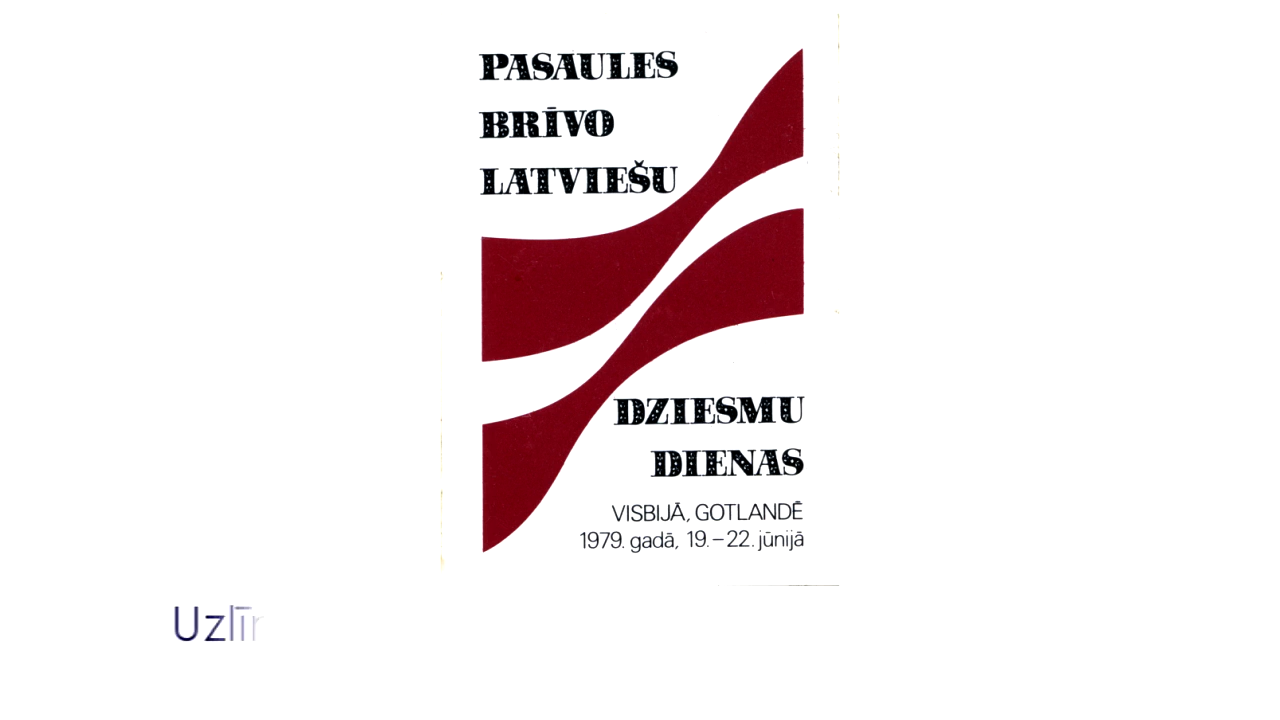 PASAULES
BRĪVO
LATVIEŠU
DZIESMU
DIENAS
VISBIJĀ, GOTLANDĒ
1979. gadā, 19.–22. jūnijā